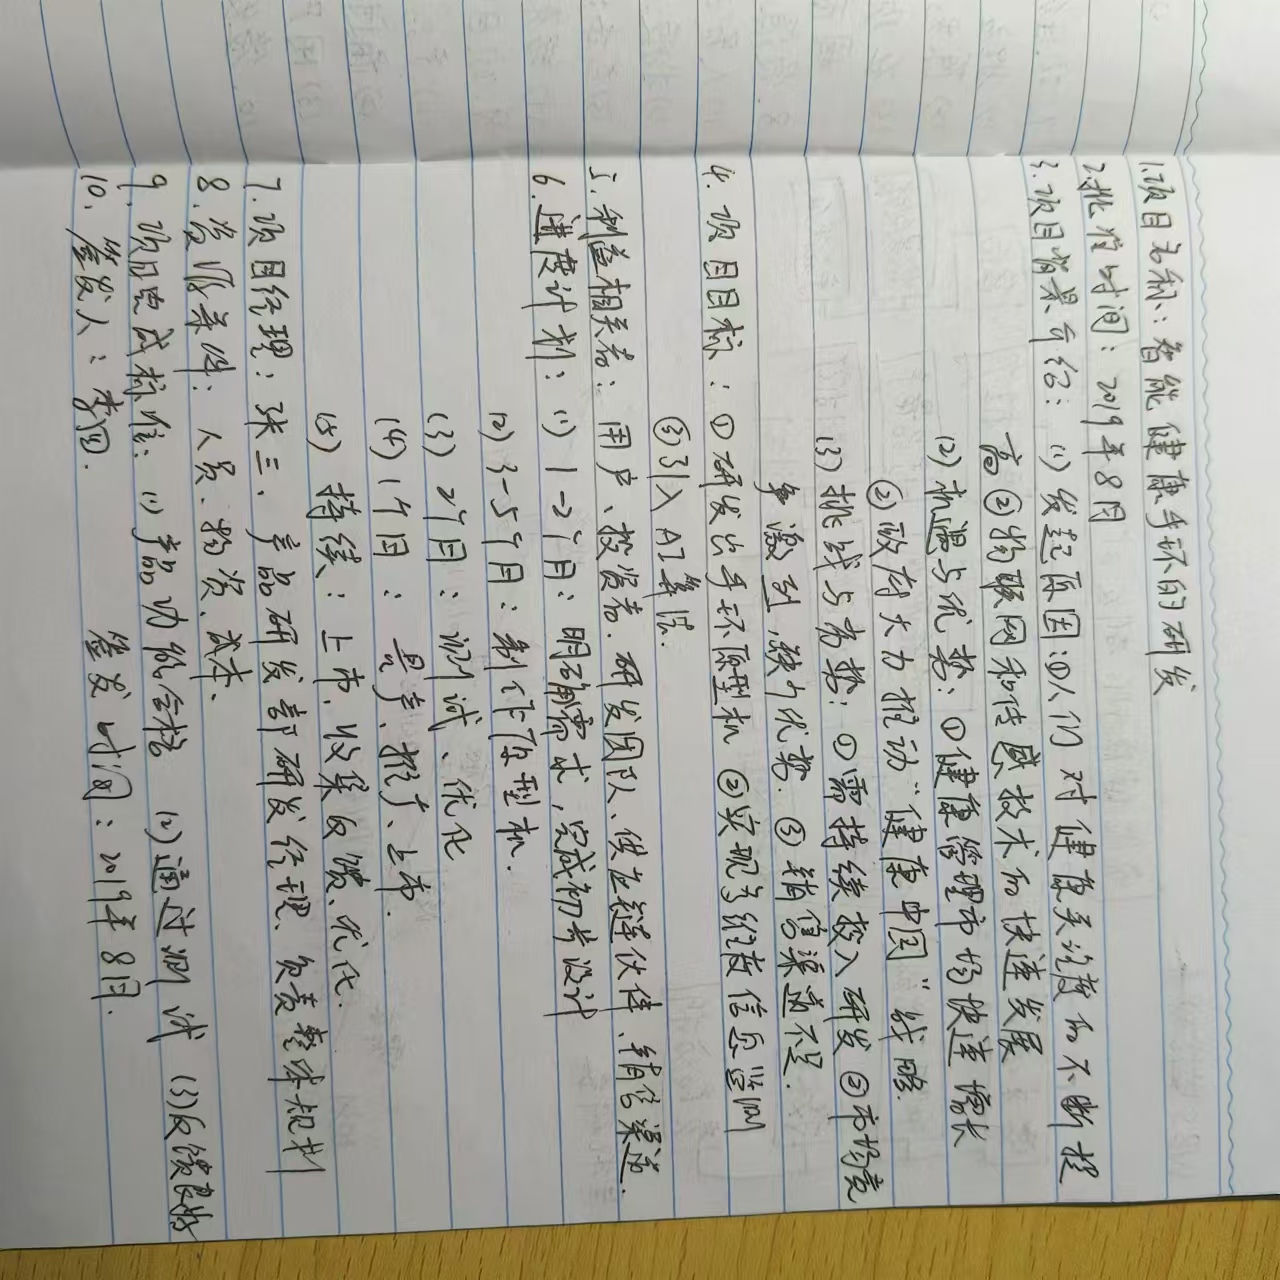 1.项目名称：智能健康手环的研发
2.批准时间：2019年8月
3.项目背景介绍：(1)发起原因:①人们对健康关注度的不断提
高②物联网和传感技术的快速发展
(2)机遇与优势：①健康管理市场快速增长
②政府大力推动“健康中国”战略.
(3)挑战与劣势：①需持续投入研发②市场竞
争激烈,缺少优势.③销售渠道不足.
4.项目目标：①研发出手环原型机②实现多维度信息监测
③引入AI算法.
5.利益相关者：用户、投资者.研发团队、供应链伙伴、销售渠道.
6.进度计划：(1)1-2个月：明确需求,完成初步设计
(2)3-5个月：制作原型机.
(3)2个月：测试、优化
(4)1个月：量产、推广、上市.
(5)持续：上市.收集反馈、优化.
7.项目经理：张三.产品研发部研发经理、负责整体规划
8.资源条件：人员、物资、成本.
9.项目完成标准：(1)产品功能合格(2)通过测试(3)反馈良好
10.签发人：李四.签发时间：2019年8月.